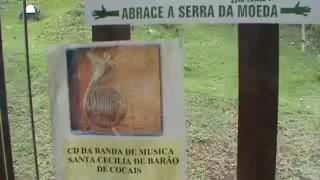 ABRACE A SERRA DA MOEDA
CD DA BANDA DE MUSICA
SANTA CECILIA DE BARÃO
DE COCAIS